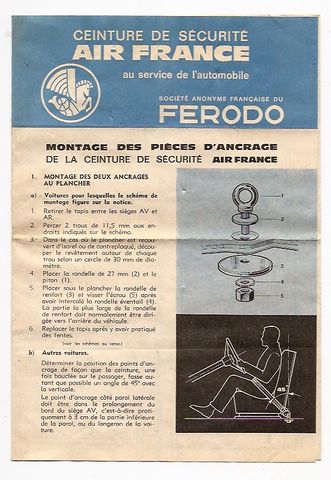 CEINTURE DE SÉCURITÉ
AIR FRANCE
au service de l'automobile
SOCIÉTÉ ANONYME FRANÇAISE DU
FERODO
MONTAGE DES PIÈCES D'ANCRAGE
DE LA CEINTURE DE SÉCURITÉ AIR FRANCE
1. MONTAGE DES DEUX ANCRAGES
AU PLANCHER
a) Voitures pour lesquelles le schéma de
montage figure sur la notice.
1. Retirer le tapis entre les sièges AV et
AR.
2. Percer 2 trous de 11,5 mm aux en-
droits indiqués sur le schéma.
3. Dans le cas où le plancher est recou-
vert d'isorel ou contreplaqué, décou-
per le revêtement autour de chaque
trou selon un cercle de 30 mm de dia-
mètre.
4. Placer la rondelle de 27 mm (2) et
le piton (1).
5. Placer sous le plancher la rondelle de
renfort (3) et visser l'écrou (5) après
avoir intercalé la rondelle éventail (4).
La partie la plus large de la rondelle
de renfort doit normalement être diri-
gée vers l'arrière du véhicule.
6. Replacer le tapis après y avoir pratiqué
des fentes.
(voir les schémas au verso.)
b) Autres voitures.
Déterminer la position des points d'an-
crage de façon que la ceinture, une
fois bouclée sur le passager, fasse au-
tant que possible un angle de 45° avec
la verticale.
Le point d'ancrage côté paroi latérale
doit être dans le prolongement du
bord du siège AV, c'est-à-dire prati-
quement à 3 cm de la partie inférieure
de la paroi, ou du longeron de la voi-
ture.
1
2
3
4
5
45°